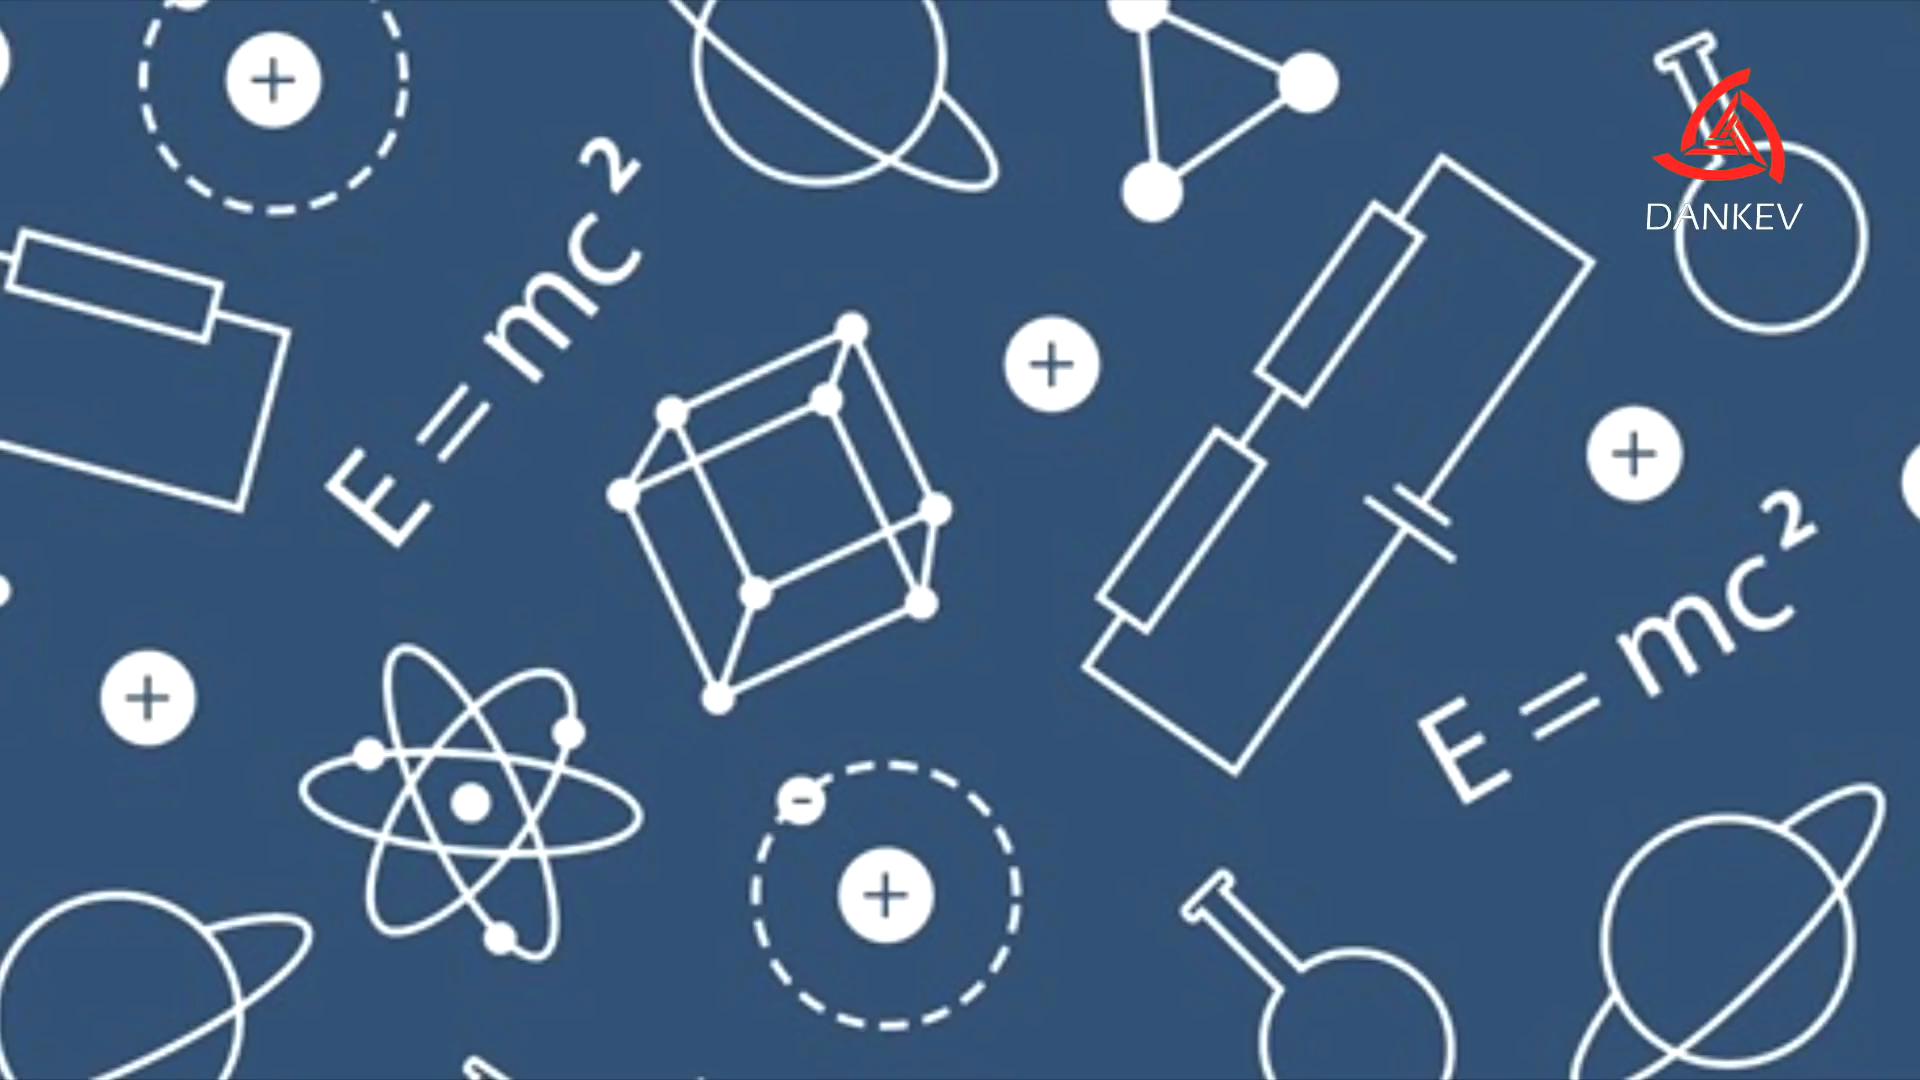 DANKEV
E = mc²
E = mc²
+
+
+
+
-
+